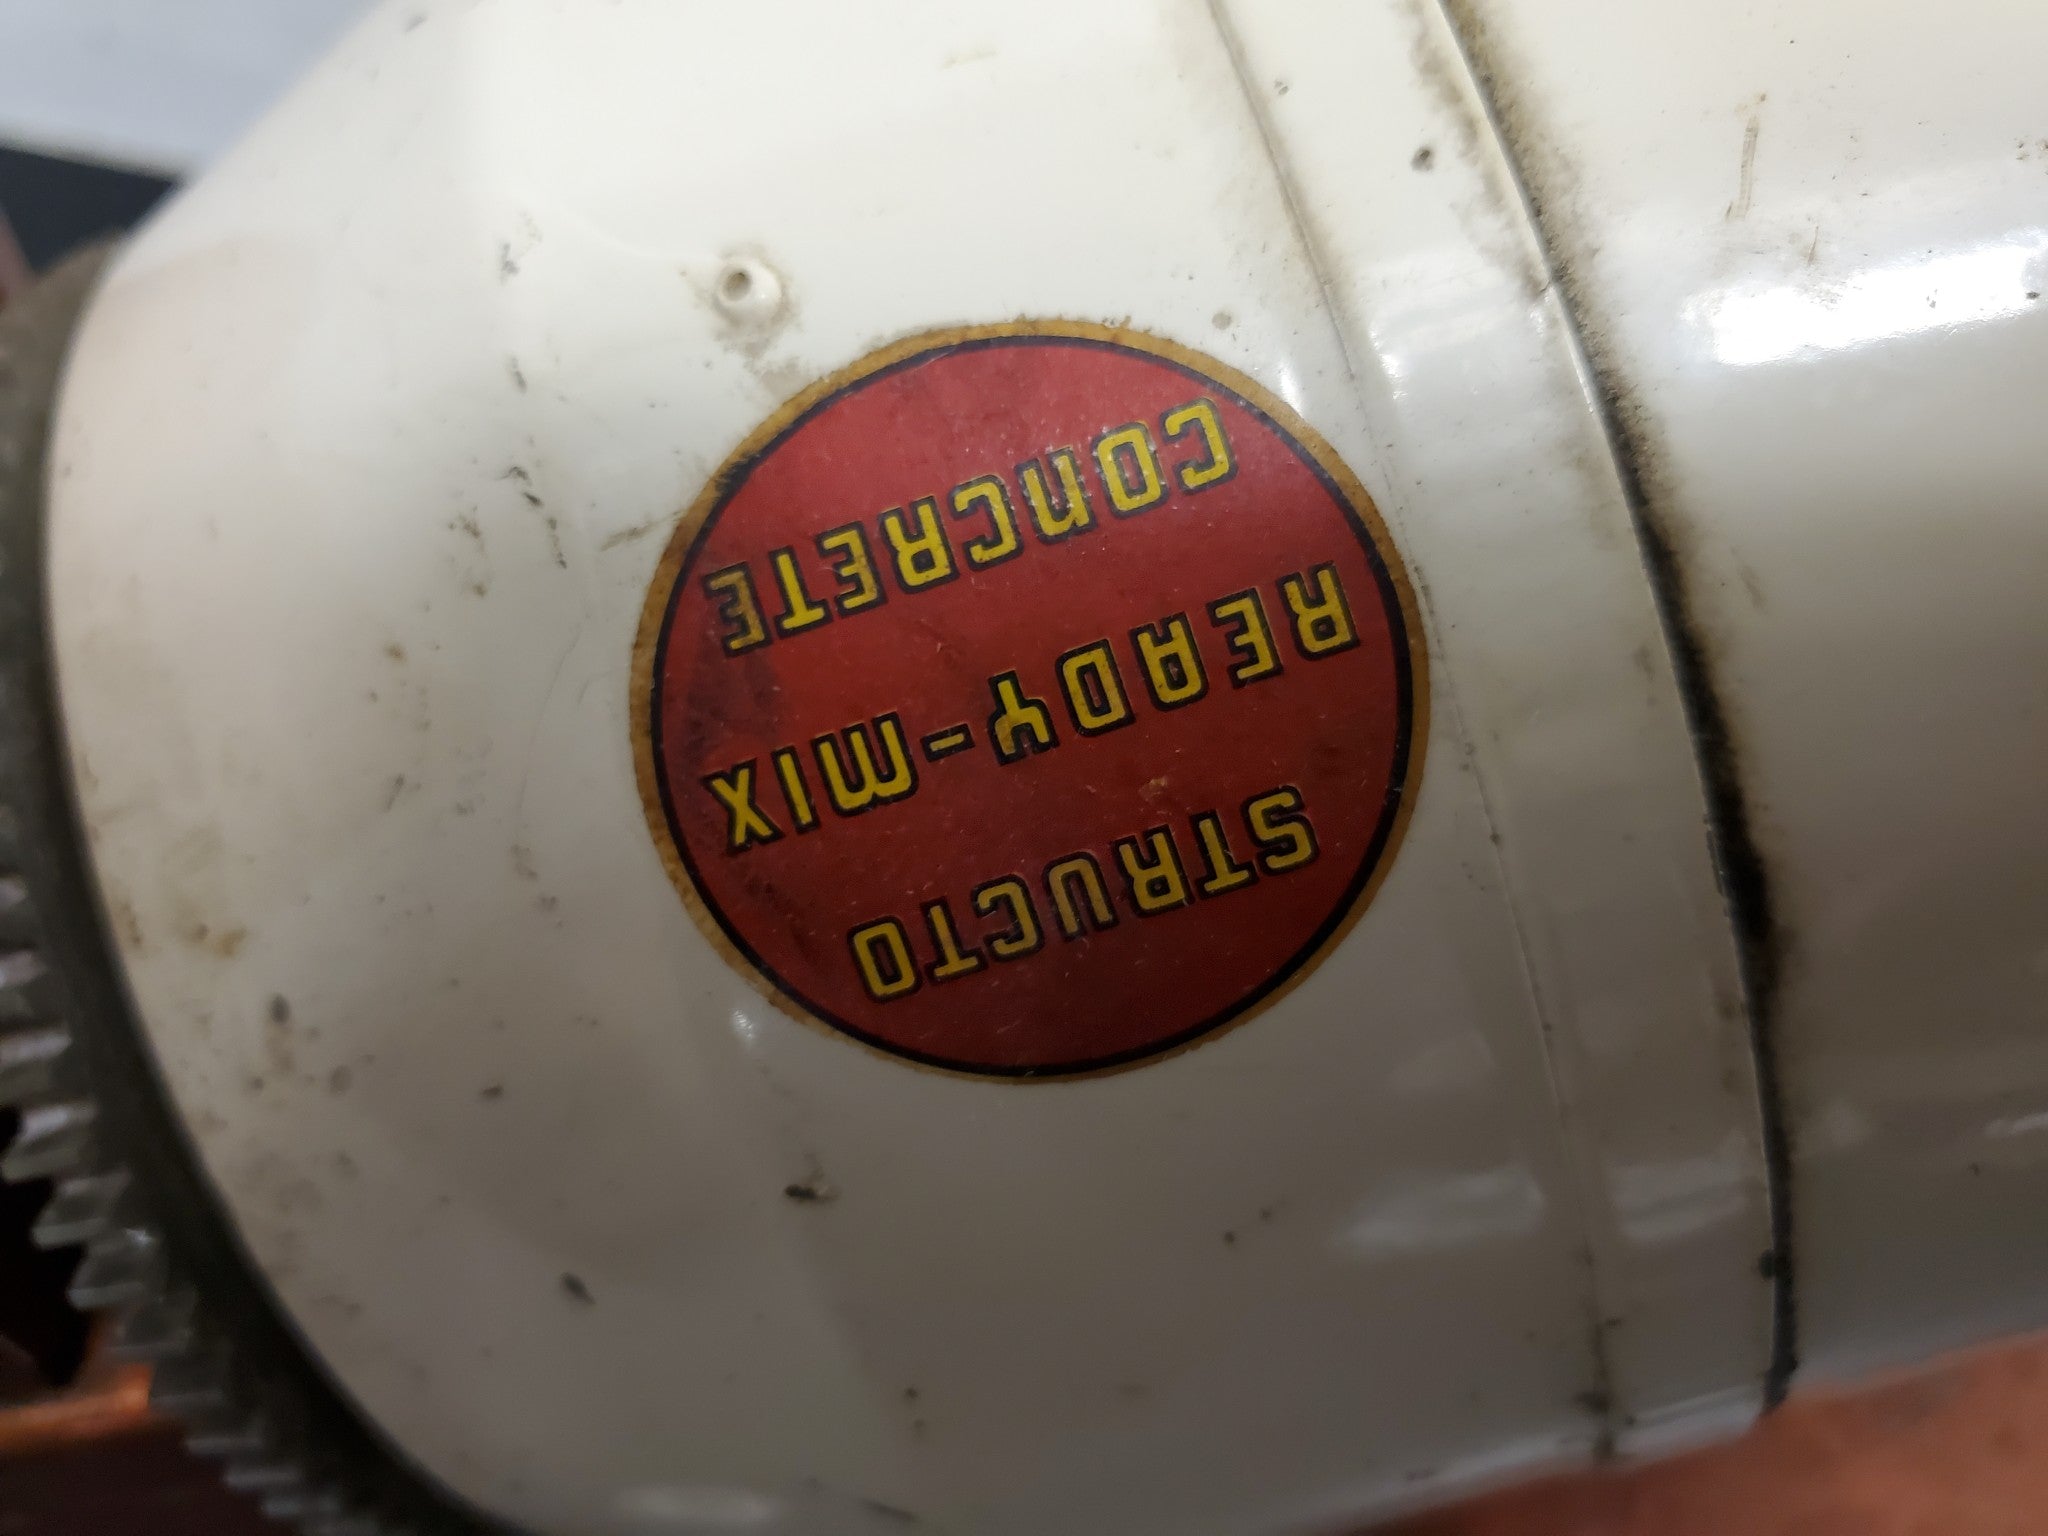 STRUCTO
READY-MIX
CONCRETE